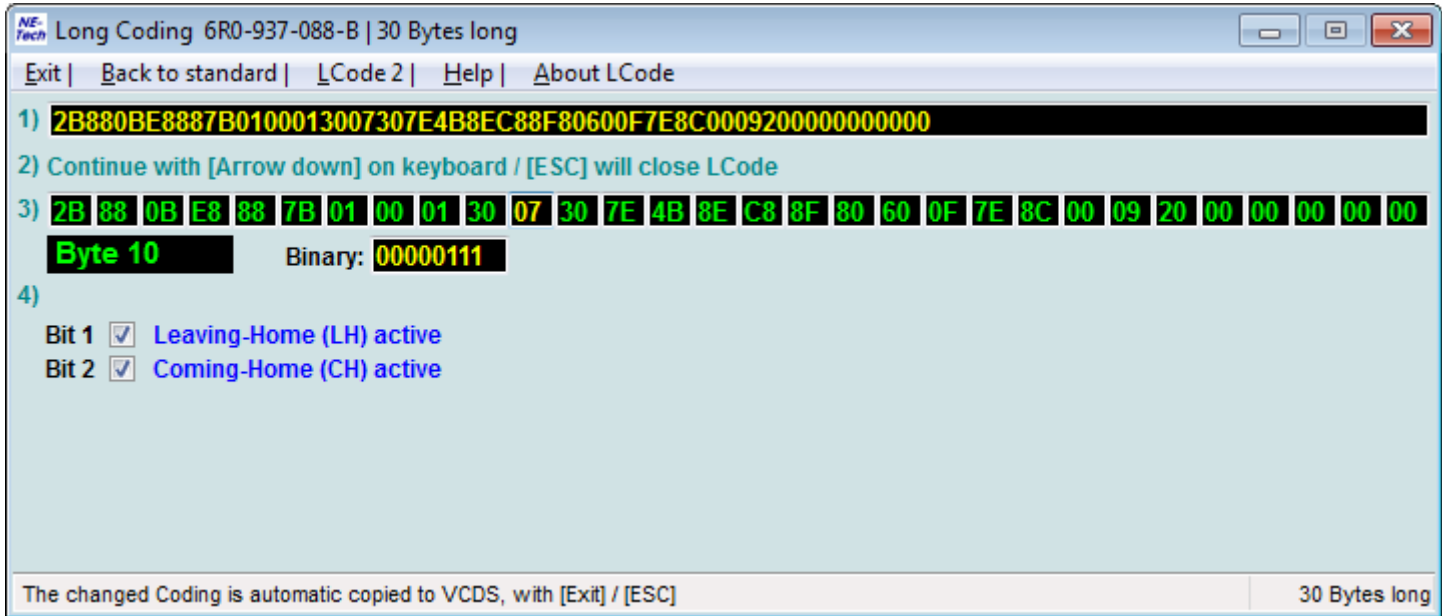 NE-Tech Long Coding 6R0-937-088-B | 30 Bytes long
Exit | Back to standard | LCode 2 | Help | About LCode
1) 2B880BE8887B0100013007307E4B8EC88F80600F7E8C0009200000000000
2) Continue with [Arrow down] on keyboard / [ESC] will close LCode
3) 2B 88 0B E8 88 7B 01 00 01 30 07 30 7E 4B 8E C8 8F 80 60 0F 7E 8C 00 09 20 00 00 00 00 00
Byte 10 Binary: 00000111
4)
Bit 1 Leaving-Home (LH) active
Bit 2 Coming-Home (CH) active
The changed Coding is automatic copied to VCDS, with [Exit] / [ESC] 30 Bytes long